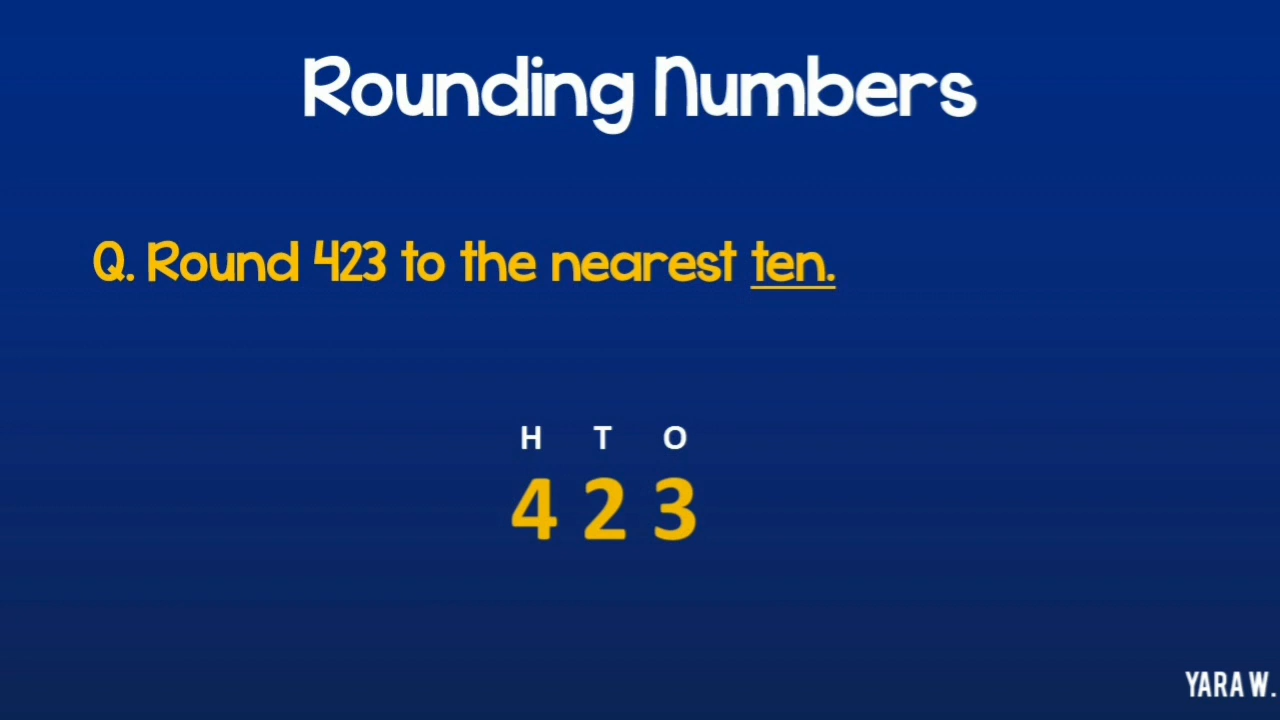 Rounding Numbers
Q. Round 423 to the nearest ten.
H T O
4 2 3
YARA W.